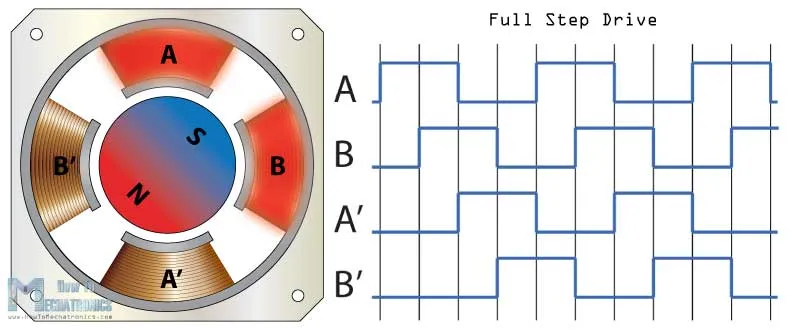 Full Step Drive
A
S
B'
B
N
A'
A
B
A'
B'
How To
MECHATRONICS
www.HowToMechatronics.com